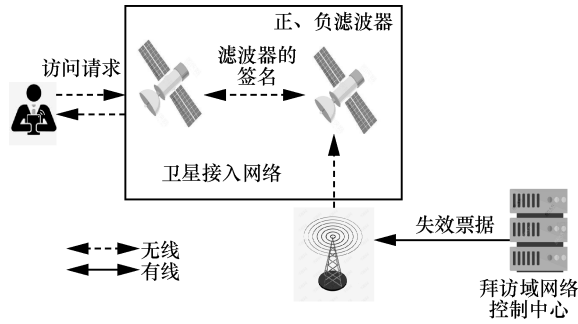 正、负滤波器
访问请求
滤波器的
签名
卫星接入网络
失效票据
无线
有线
拜访域网络
控制中心